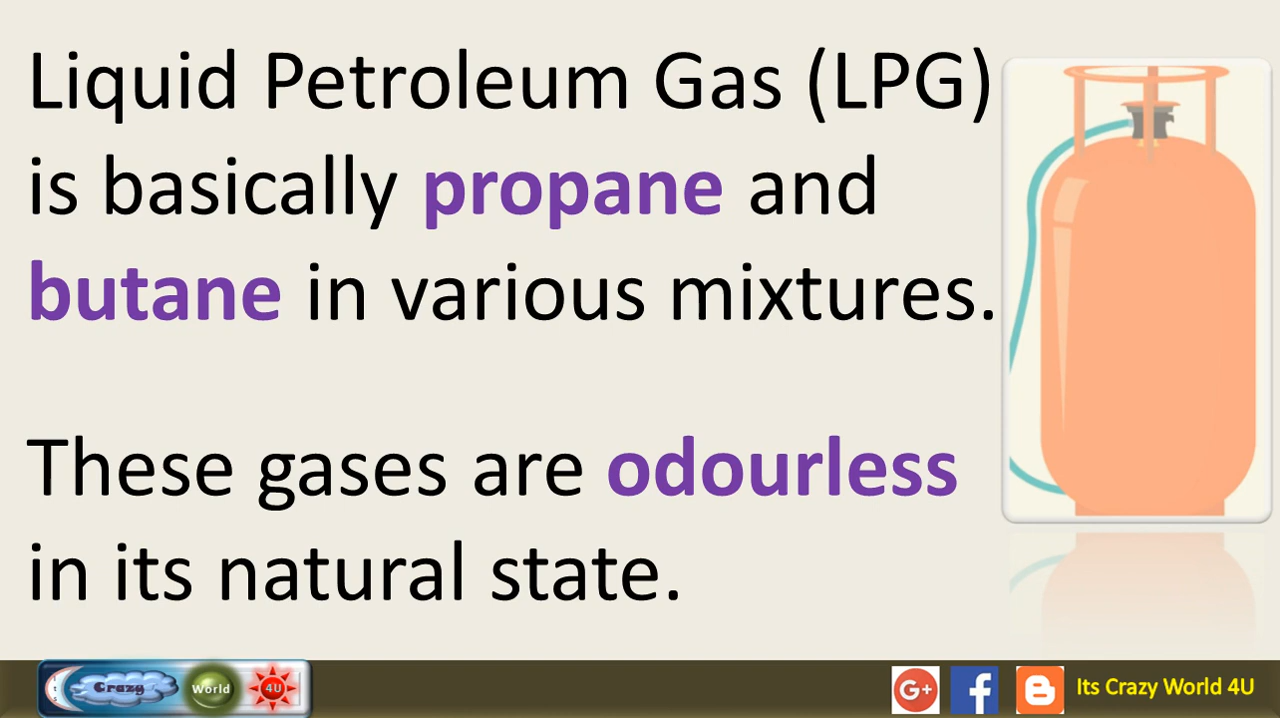 Liquid Petroleum Gas (LPG)
is basically propane and
butane in various mixtures.
These gases are odourless
in its natural state.
Crazy World 4U
G+ f B Its Crazy World 4U